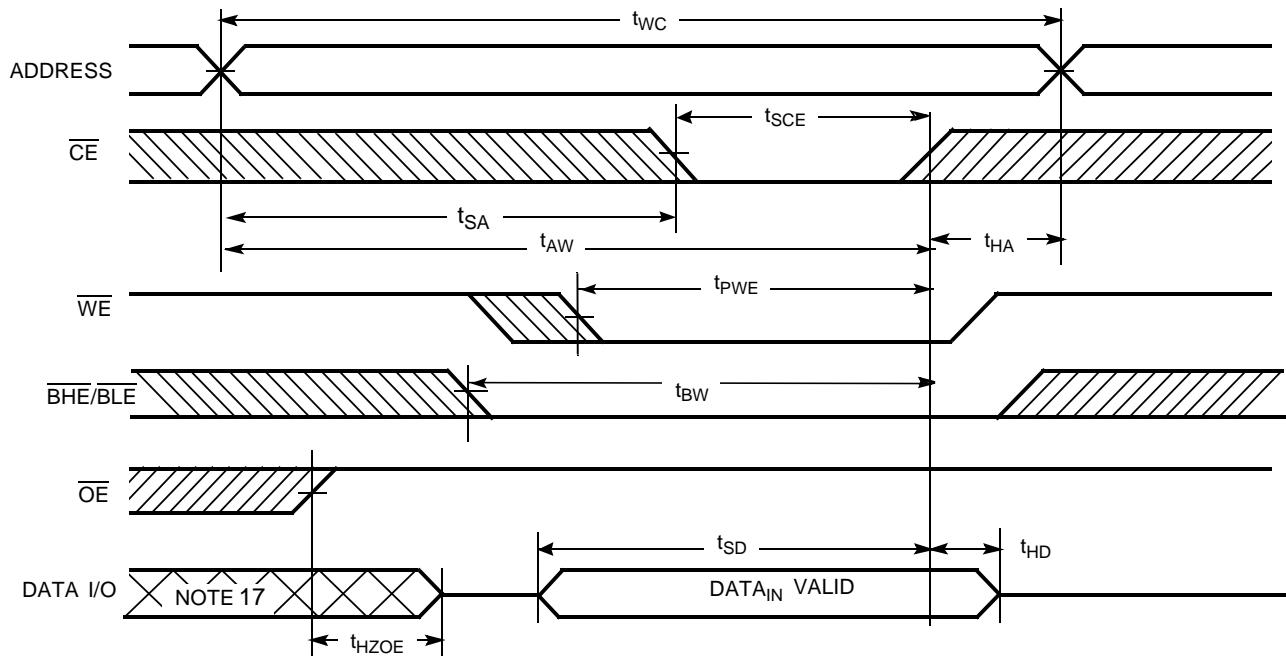 tWC
ADDRESS
tSCE
CE
tSA
tAW
tHA
tPWE
WE
tBW
BHE/BLE
OE
tSD
tHD
DATA I/O
NOTE 17
DATAIN VALID
tHZOE